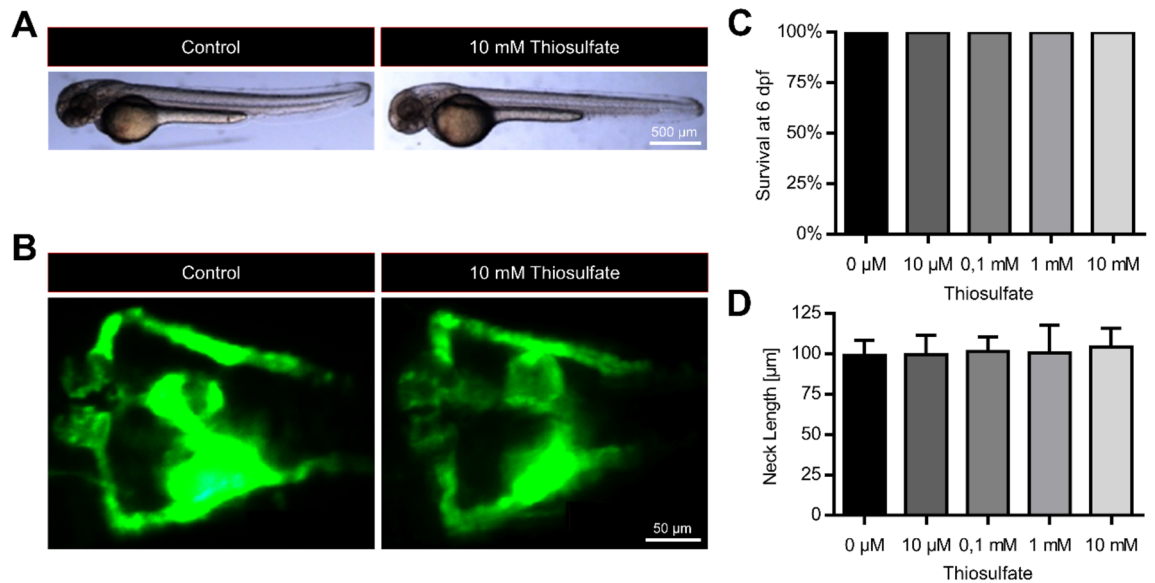 A
Control
10 mM Thiosulfate
500 µm
B
Control
10 mM Thiosulfate
50 µm
C
Survival at 6 dpf
100%
75%
50%
25%
0%
0 µM 10 µM 0,1 mM 1 mM 10 mM
Thiosulfate
D
Neck Length [µm]
125
100
75
50
25
0
0 µM 10 µM 0,1 mM 1 mM 10 mM
Thiosulfate